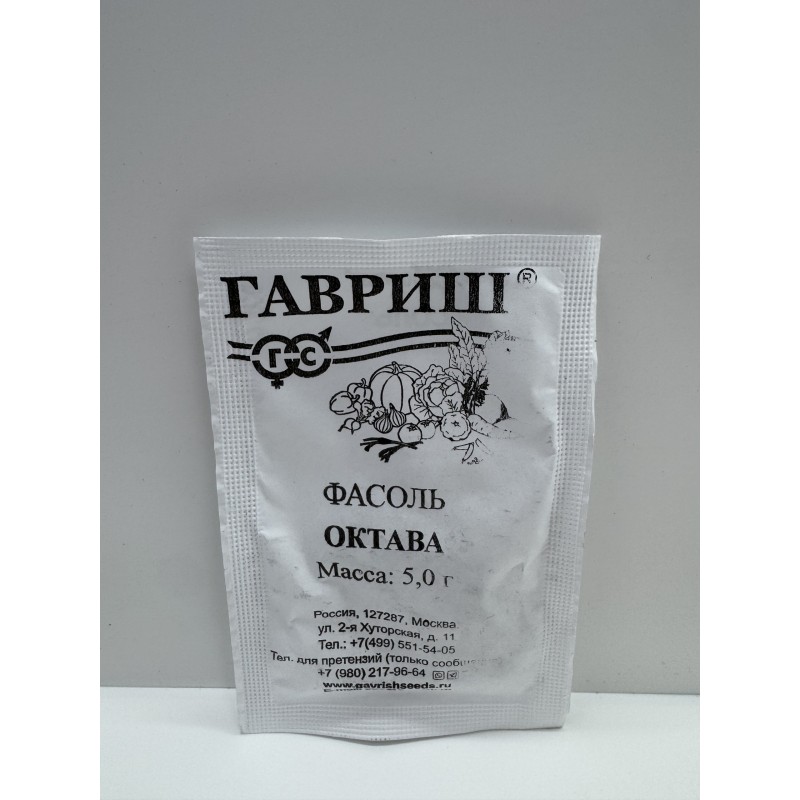 ГАВРИШ®
Г С
ФАСОЛЬ
ОКТАВА
Масса: 5,0 г
Россия, 127287, Москва
ул. 2-я Хуторская, д. 11
Тел.: +7(499) 551-54-05
Тел. для претензий (только
+7 (980) 217-96-64
www.gavrishseeds.ru